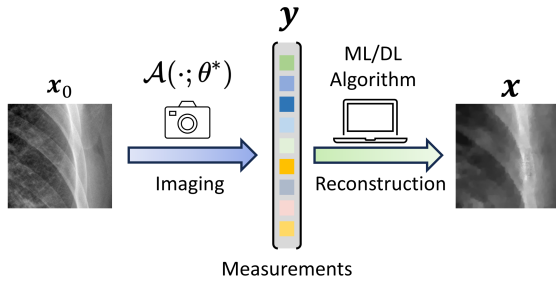 x₀
𝒜(·; θ*)
Imaging
y
Measurements
ML/DL
Algorithm
Reconstruction
x